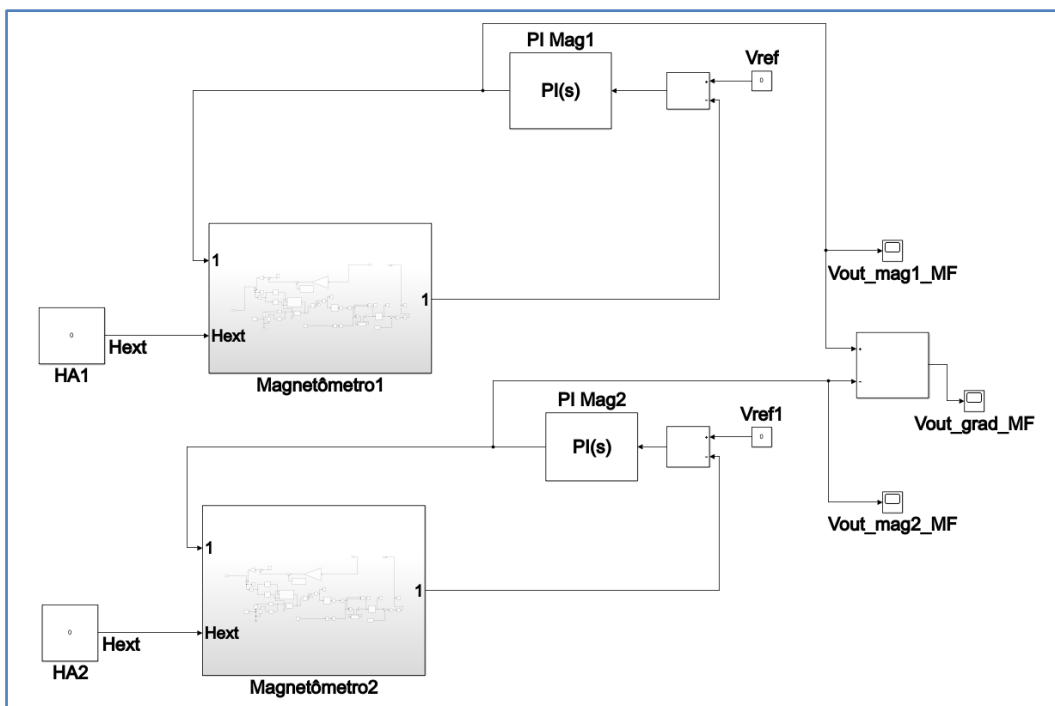 PI Mag1
PI(s)
+
-
Vref
0
1
1
Hext
0
Hext
HA1
Magnetômetro1
Vout_mag1_MF
+
-
Vout_grad_MF
PI Mag2
PI(s)
+
-
Vref1
0
1
1
Hext
0
Hext
HA2
Magnetômetro2
Vout_mag2_MF